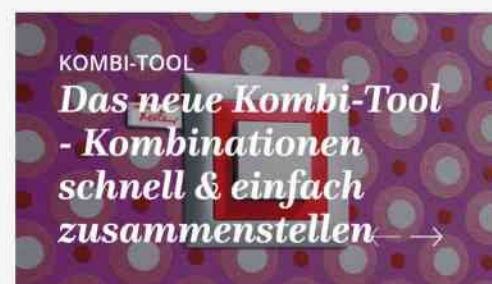 KOMBI-TOOL
Das neue Kombi-Tool
- Kombinationen
schnell & einfach
zusammenstellen